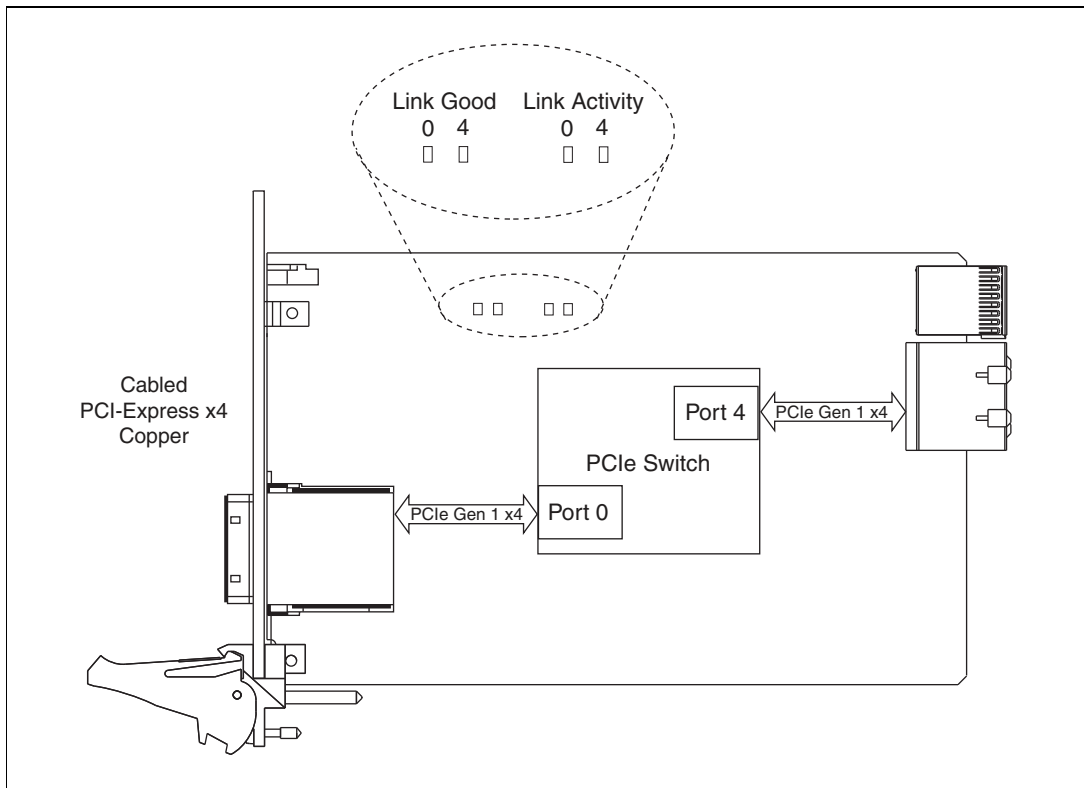 Link Good Link Activity
0 4 0 4
Cabled
PCI-Express x4
Copper
Port 4
PCIe Gen 1 x4
PCIe Switch
PCIe Gen 1 x4
Port 0